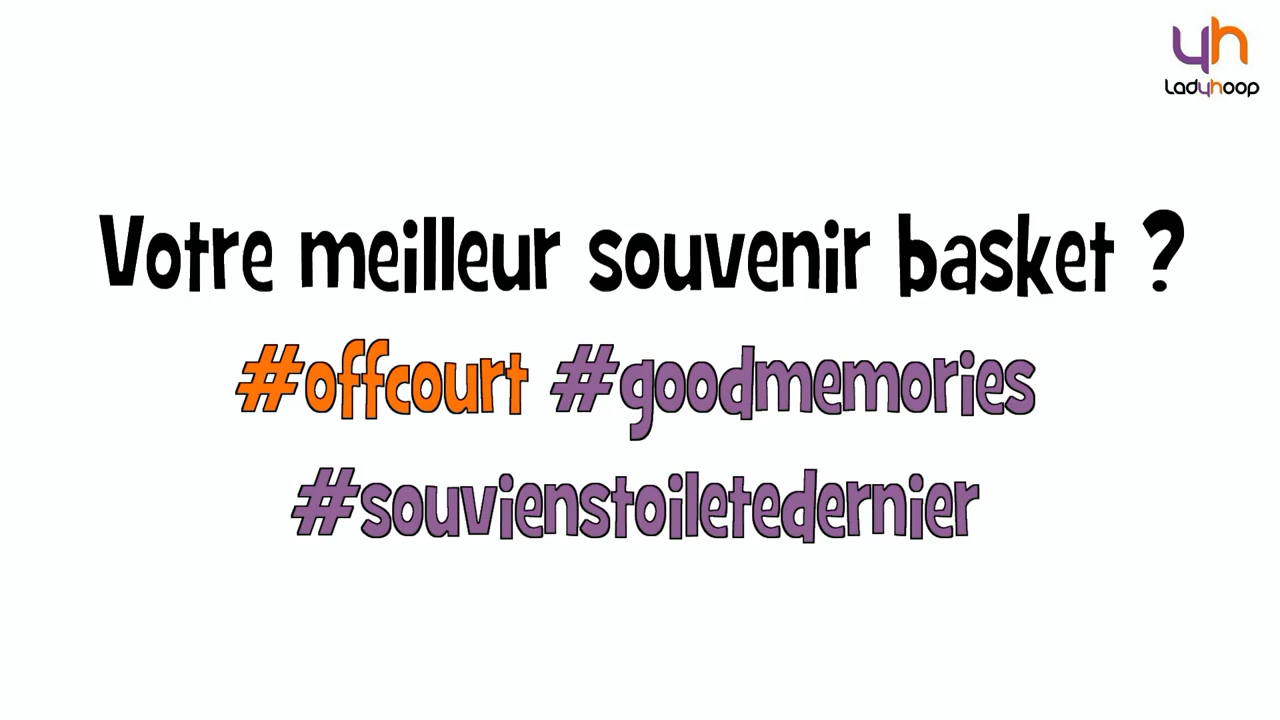 yh
Ladyhoop
Votre meilleur souvenir basket ?
#offcourt #goodmemories
#souvienstoiletedernier